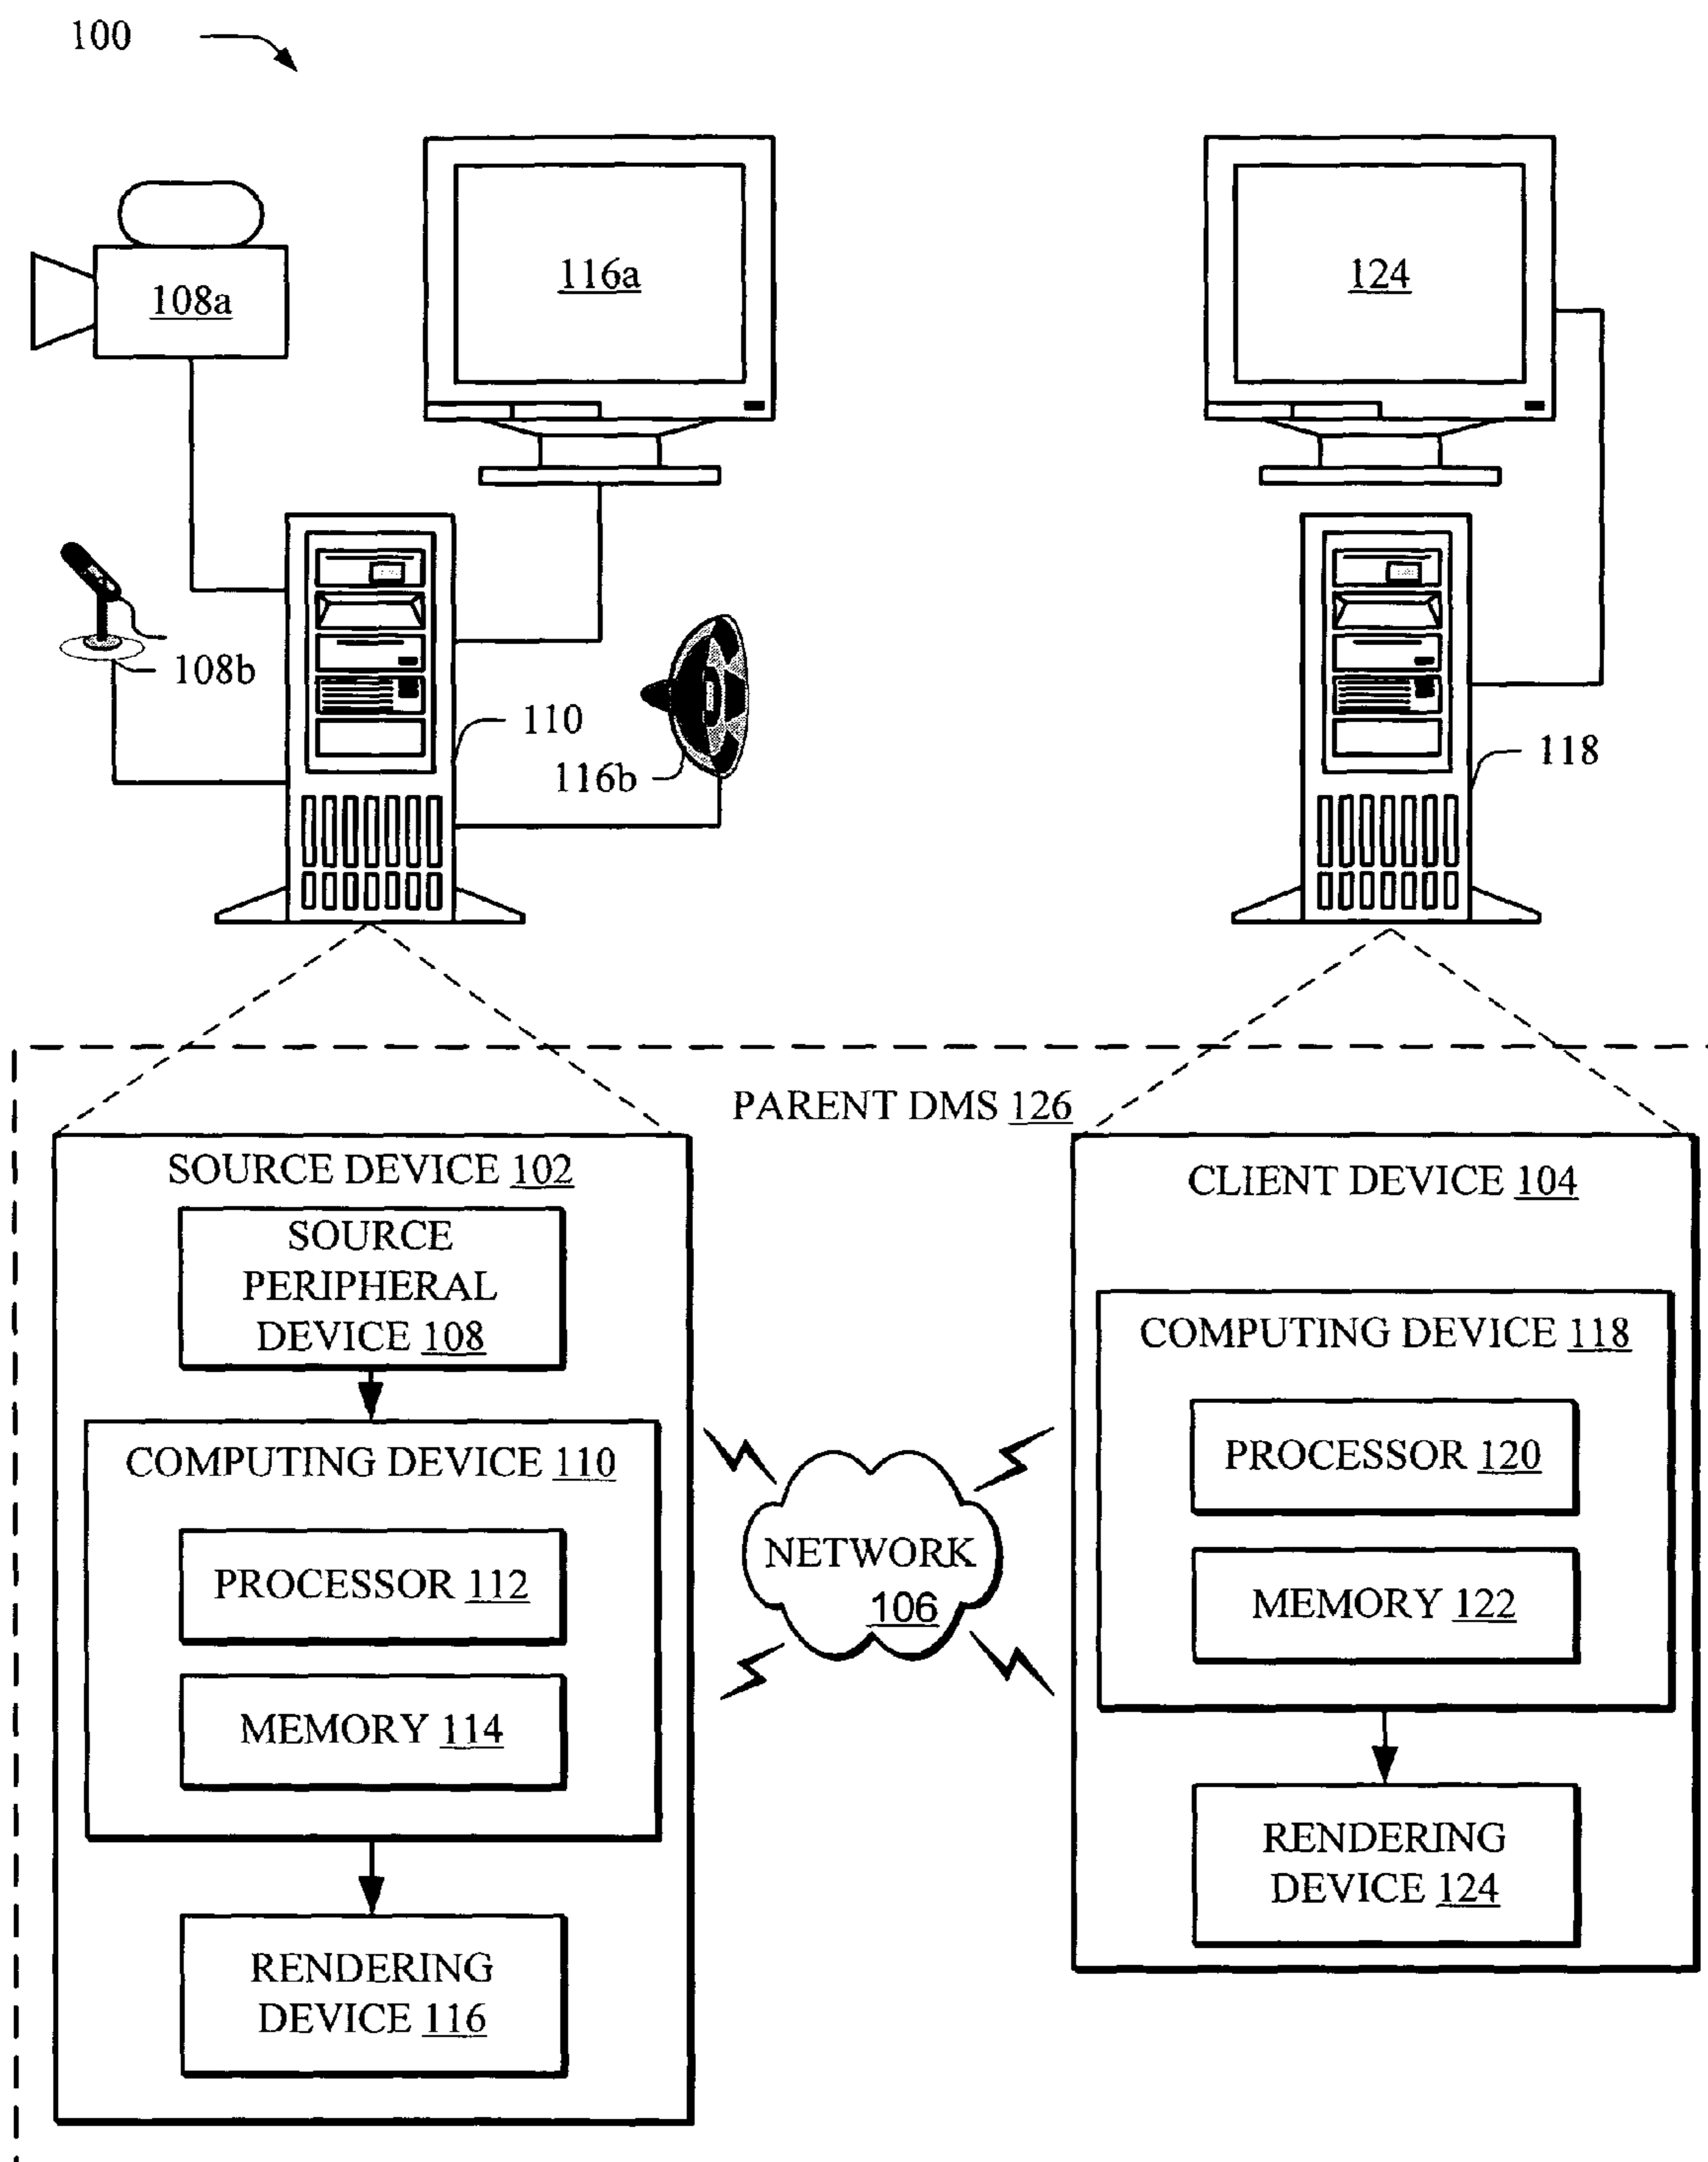 100
108a
116a
124
108b
110
116b
118
PARENT DMS 126
SOURCE DEVICE 102
SOURCE
PERIPHERAL
DEVICE 108
COMPUTING DEVICE 110
PROCESSOR 112
MEMORY 114
RENDERING
DEVICE 116
NETWORK
106
CLIENT DEVICE 104
COMPUTING DEVICE 118
PROCESSOR 120
MEMORY 122
RENDERING
DEVICE 124